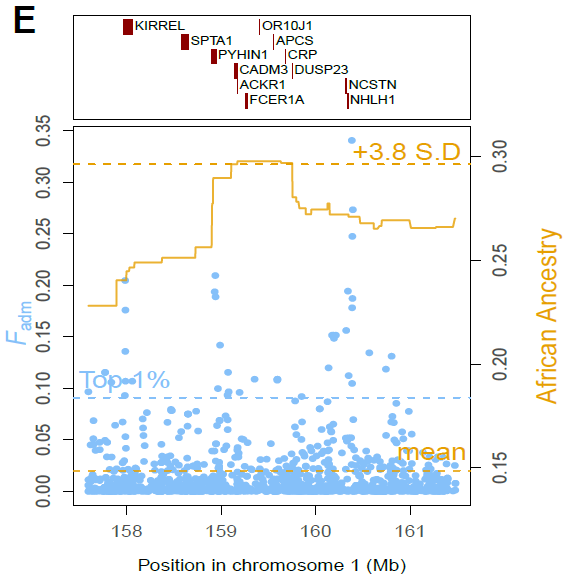 E
KIRREL OR10J1
SPTA1 APCS
PYHIN1 CRP
CADM3 DUSP23
ACKR1 NCSTN
FCER1A NHLH1
0.35
0.30
0.25
0.20
0.15
0.10
0.05
0.00
Fadm
+3.8 S.D
Top 1%
mean
0.30
0.25
0.20
0.15
African Ancestry
158 159 160 161
Position in chromosome 1 (Mb)